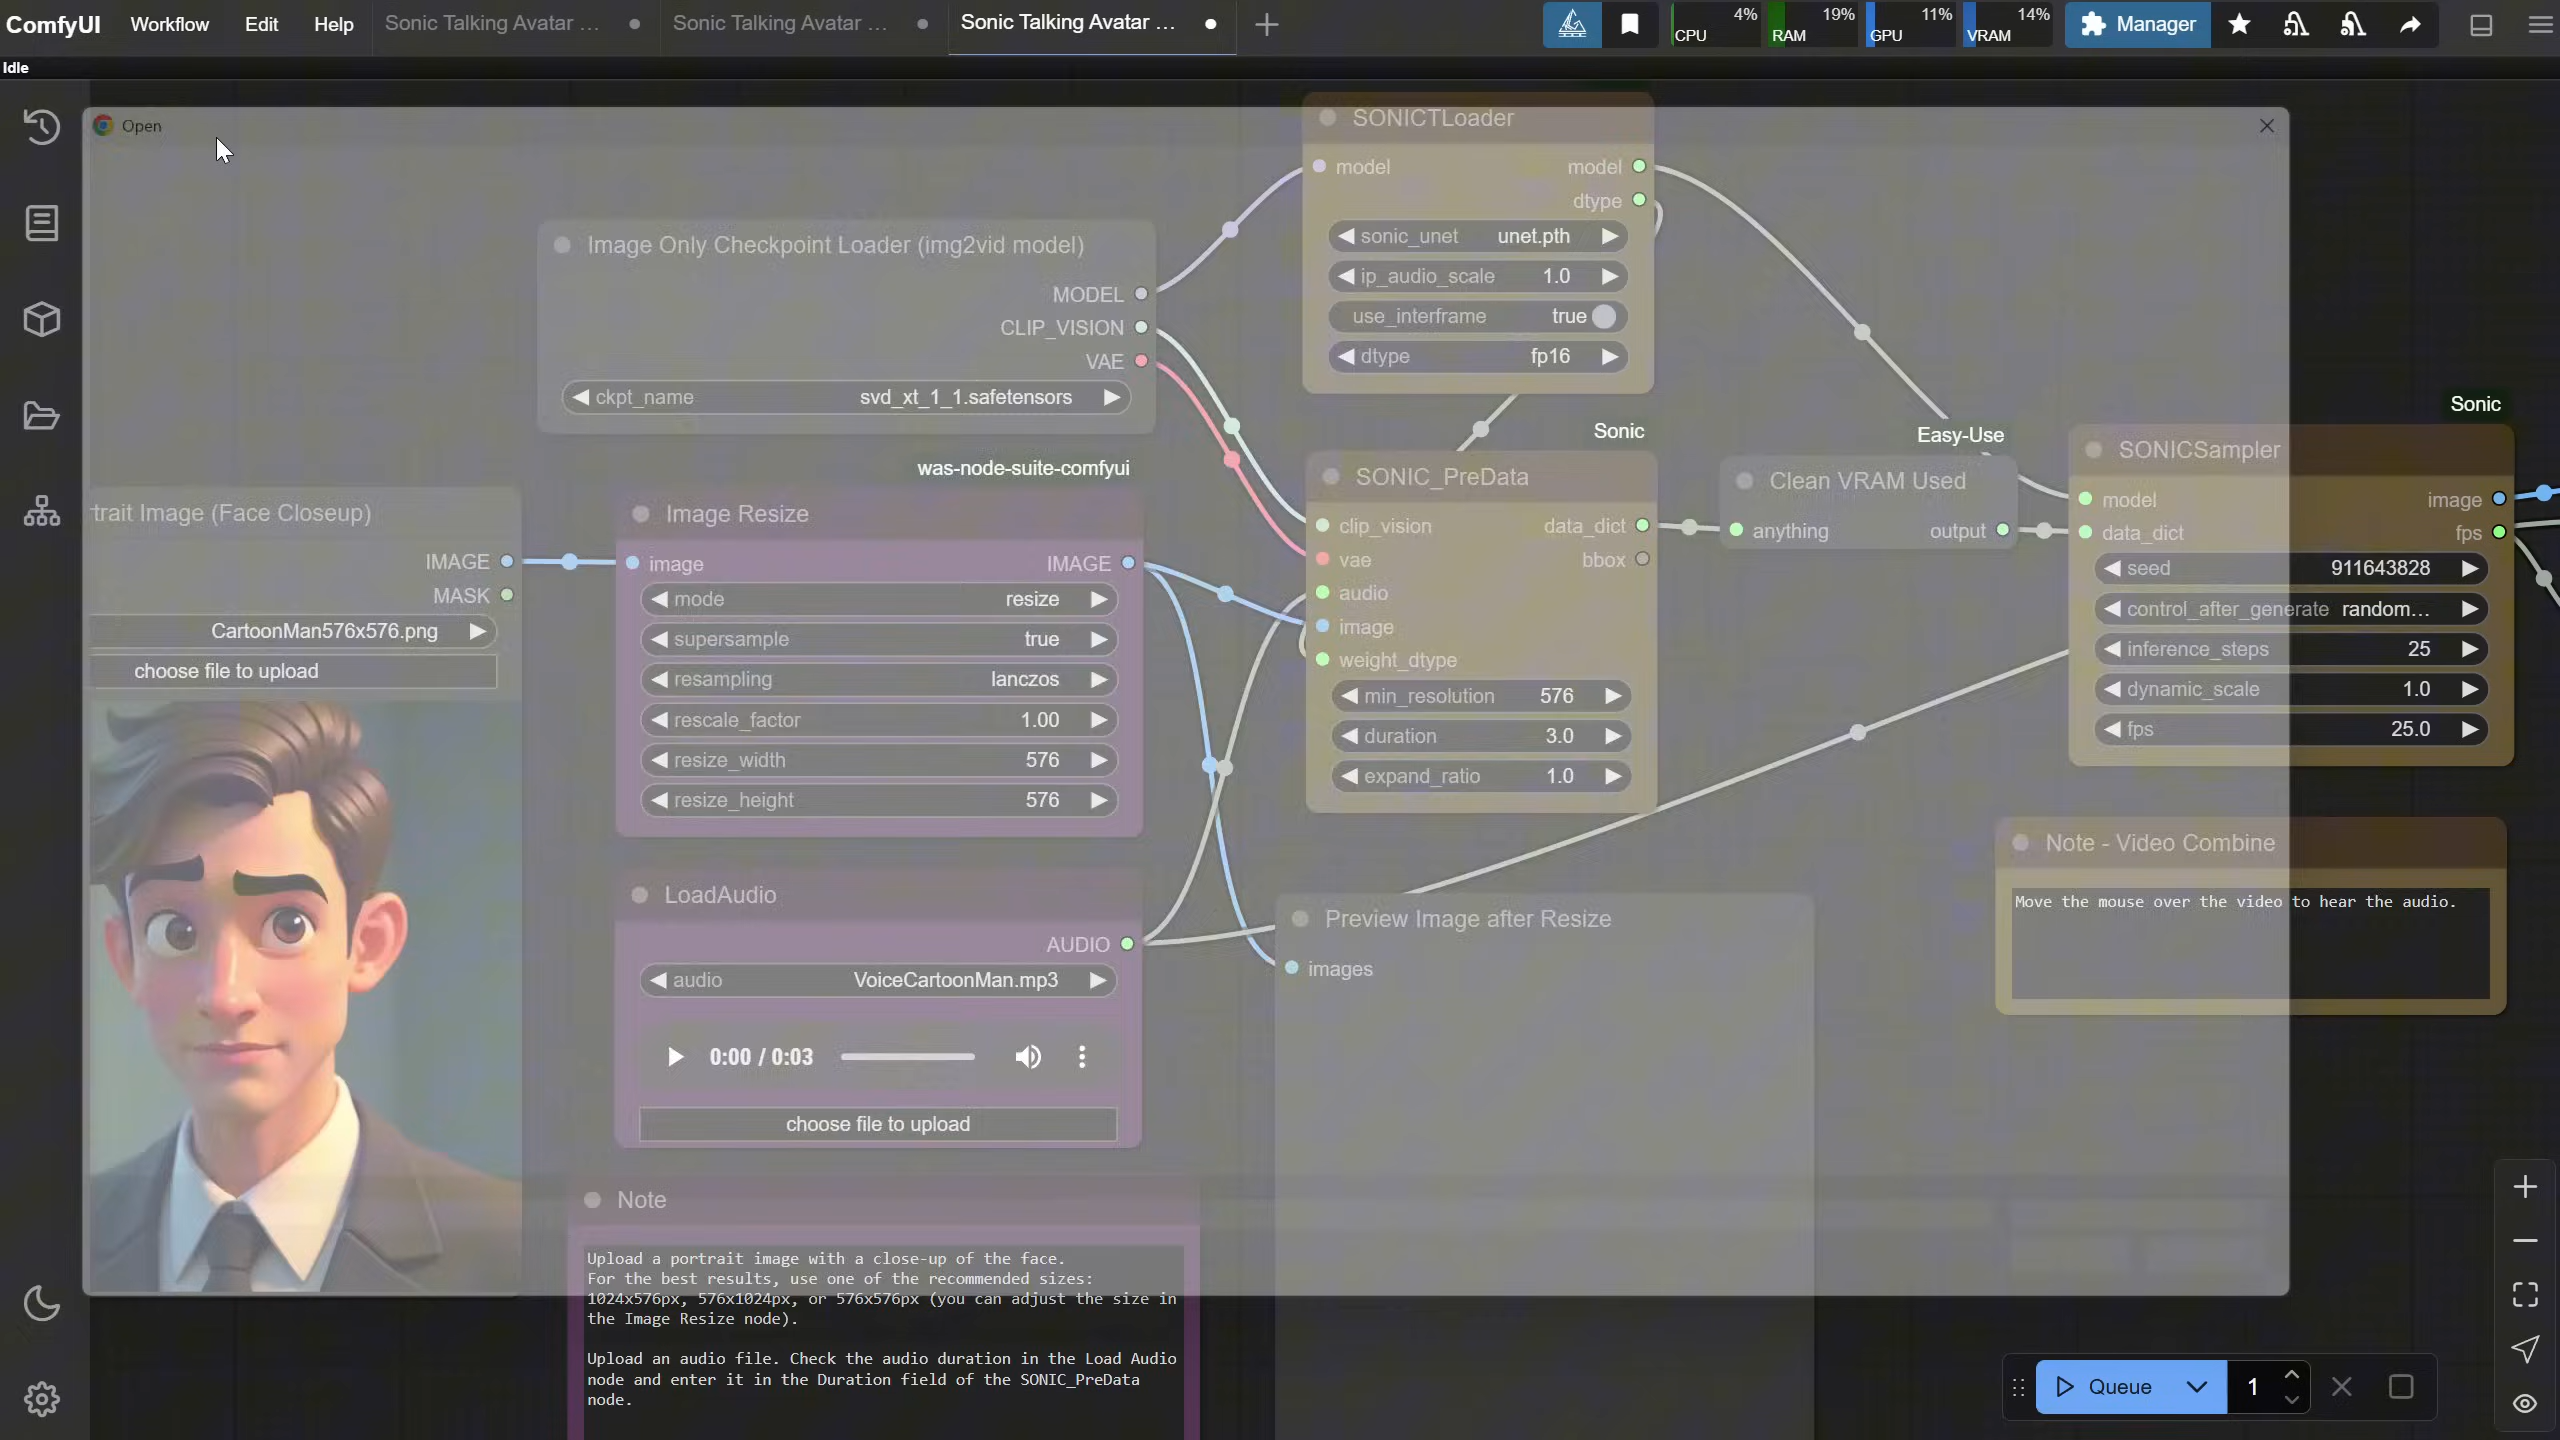 ComfyUI Workflow Edit Help Sonic Talking Avatar ... Sonic Talking Avatar ... Sonic Talking Avatar ...
CPU 4% RAM 19% GPU 11% VRAM 14% Manager
Idle
Open
SONICTLoader
model model
dtype
sonic_unet unet.pth
ip_audio_scale 1.0
use_interframe true
dtype fp16
Image Only Checkpoint Loader (img2vid model)
MODEL
CLIP_VISION
VAE
ckpt_name svd_xt_1_1.safetensors
was-node-suite-comfyui
trait Image (Face Closeup)
IMAGE
MASK
CartoonMan576x576.png
choose file to upload
Image Resize
image IMAGE
mode resize
supersample true
resampling lanczos
rescale_factor 1.00
resize_width 576
resize_height 576
LoadAudio
AUDIO
audio VoiceCartoonMan.mp3
0:00 / 0:03
choose file to upload
Note
Upload a portrait image with a close-up of the face.
For the best results, use one of the recommended sizes:
1024x576px, 576x1024px, or 576x576px (you can adjust the size in
the Image Resize node).
Upload an audio file. Check the audio duration in the Load Audio
node and enter it in the Duration field of the SONIC_PreData
node.
Sonic
SONIC_PreData
clip_vision data_dict
vae bbox
audio
image
weight_dtype
min_resolution 576
duration 3.0
expand_ratio 1.0
Preview Image after Resize
images
Easy-Use
Clean VRAM Used
anything output
Sonic
SONICSampler
model image
data_dict fps
seed 911643828
control_after_generate random...
inference_steps 25
dynamic_scale 1.0
fps 25.0
Note - Video Combine
Move the mouse over the video to hear the audio.
Queue 1